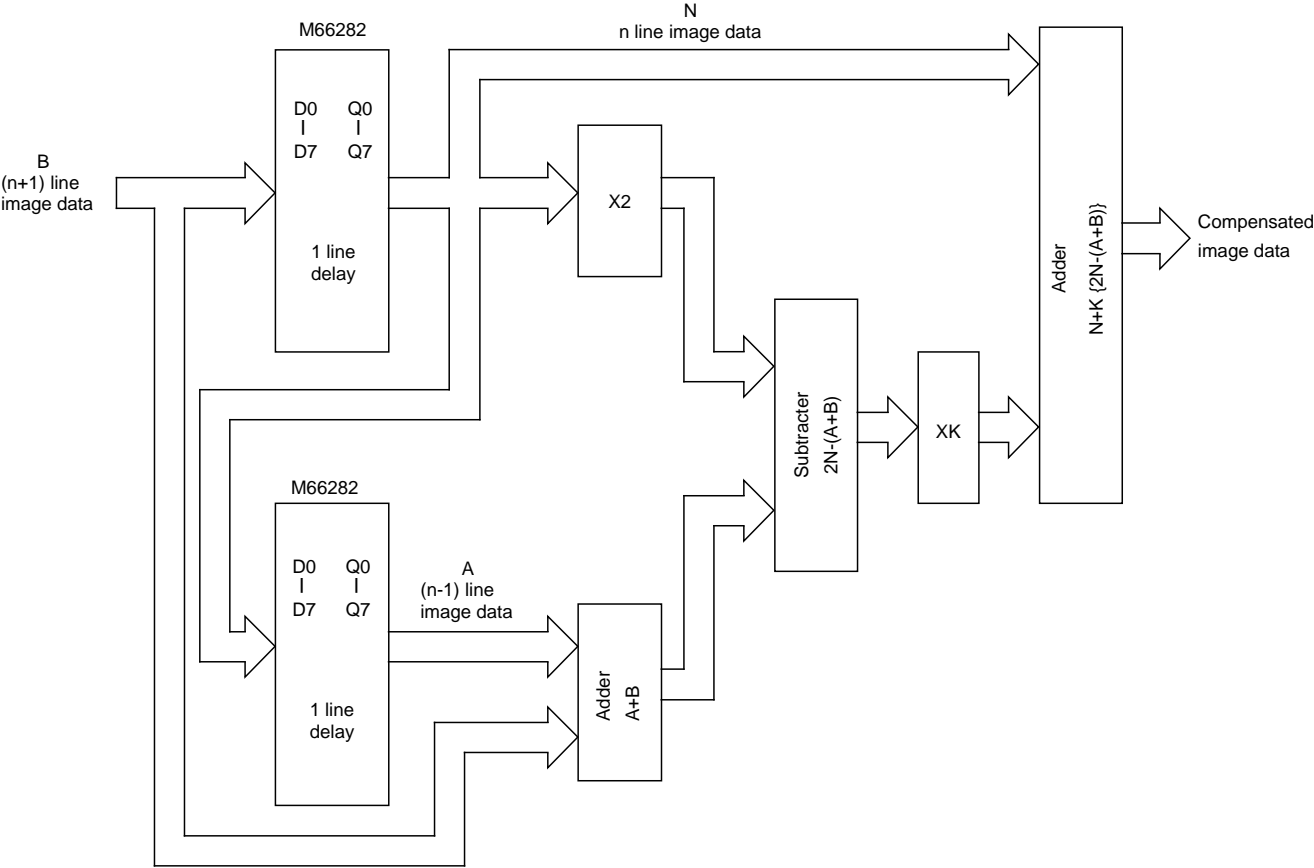 N
n line image data
M66282
D0 Q0
D7 Q7
1 line
delay
B
(n+1) line
image data
X2
Adder
N+K {2N-(A+B)}
Compensated
image data
Subtracter
2N-(A+B)
XK
M66282
D0 Q0
D7 Q7
1 line
delay
A
(n-1) line
image data
Adder
A+B